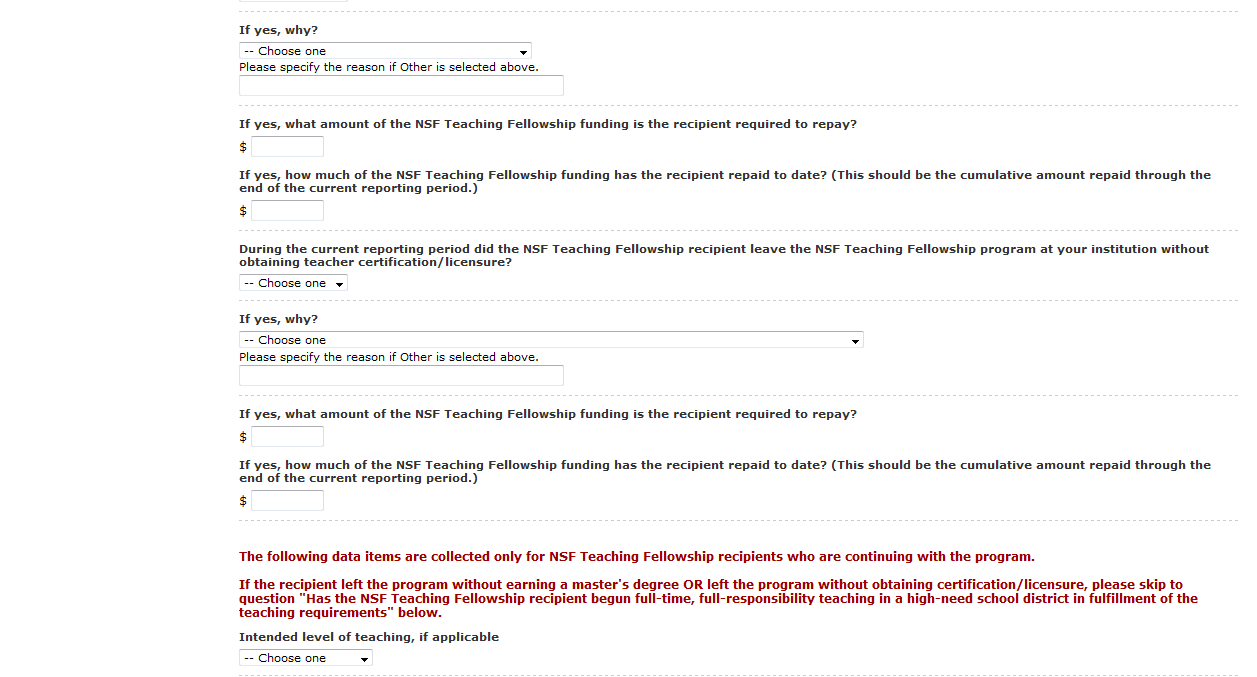 If yes, why?
-- Choose one
Please specify the reason if Other is selected above.
If yes, what amount of the NSF Teaching Fellowship funding is the recipient required to repay?
$
If yes, how much of the NSF Teaching Fellowship funding has the recipient repaid to date? (This should be the cumulative amount repaid through the
end of the current reporting period.)
$
During the current reporting period did the NSF Teaching Fellowship recipient leave the NSF Teaching Fellowship program at your institution without
obtaining teacher certification/licensure?
-- Choose one
If yes, why?
-- Choose one
Please specify the reason if Other is selected above.
If yes, what amount of the NSF Teaching Fellowship funding is the recipient required to repay?
$
If yes, how much of the NSF Teaching Fellowship funding has the recipient repaid to date? (This should be the cumulative amount repaid through the
end of the current reporting period.)
$
The following data items are collected only for NSF Teaching Fellowship recipients who are continuing with the program.
If the recipient left the program without earning a master's degree OR left the program without obtaining certification/licensure, please skip to
question "Has the NSF Teaching Fellowship recipient begun full-time, full-responsibility teaching in a high-need school district in fulfillment of the
teaching requirements" below.
Intended level of teaching, if applicable
-- Choose one